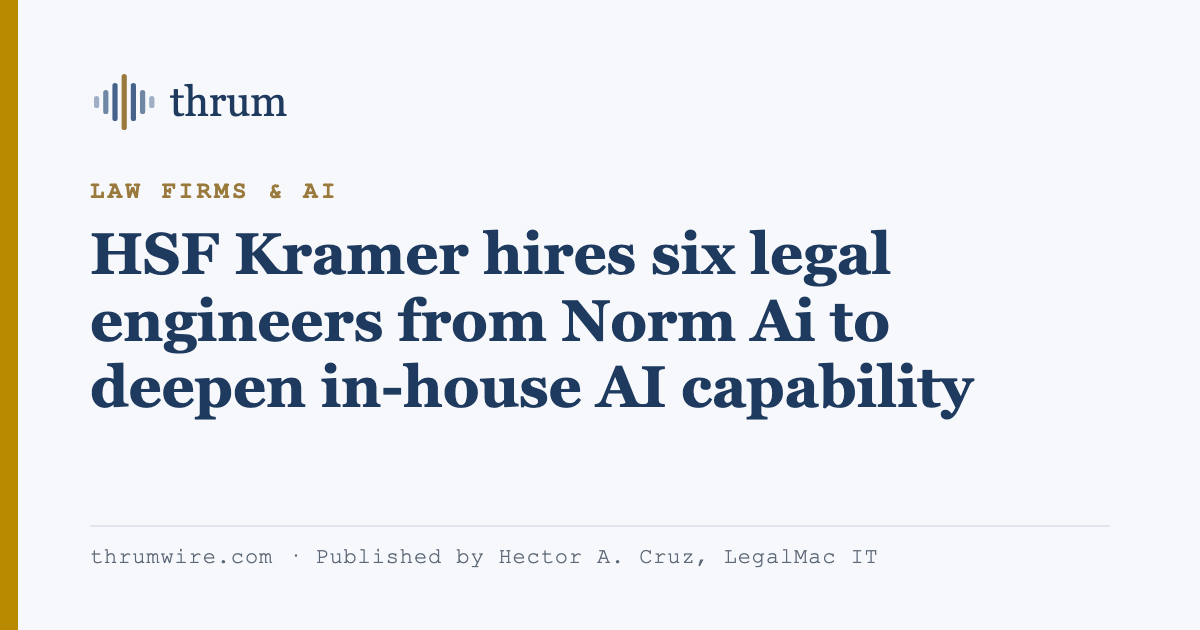 thrum
LAW FIRMS & AI
HSF Kramer hires six legal
engineers from Norm Ai to
deepen in-house AI capability
thrumwire.com · Published by Hector A. Cruz, LegalMac IT